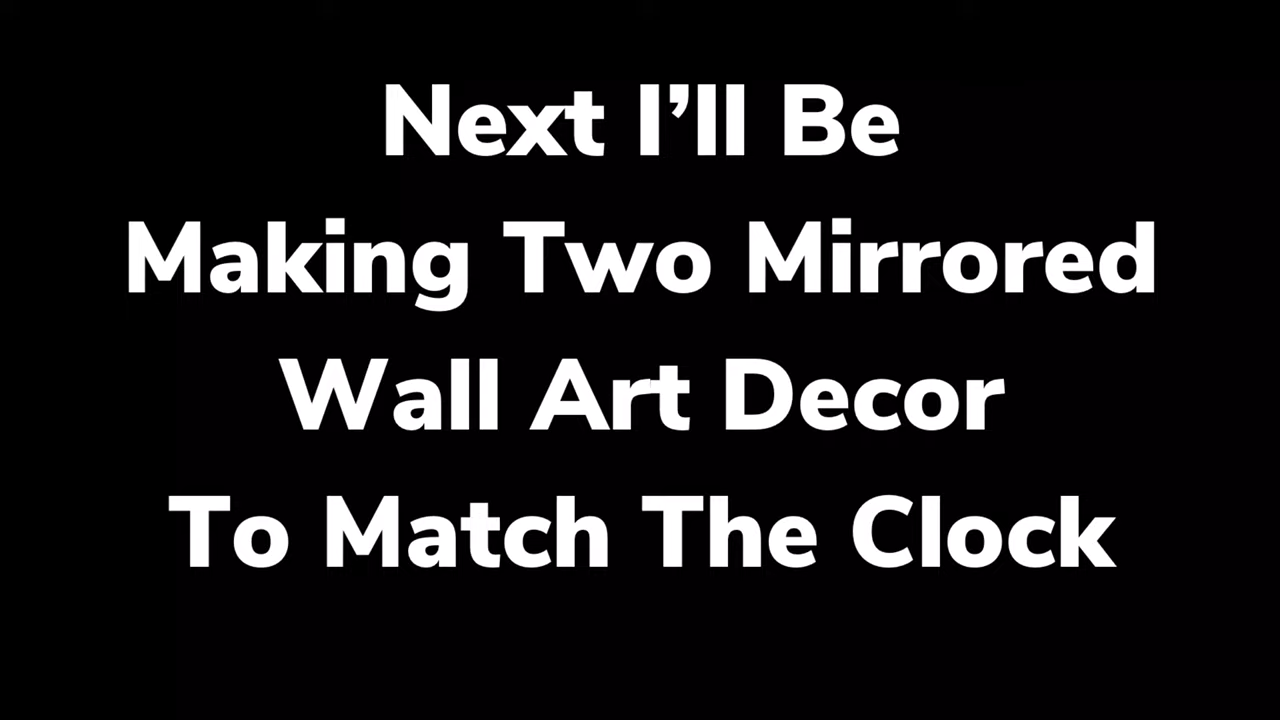 Next I’ll Be
Making Two Mirrored
Wall Art Decor
To Match The Clock